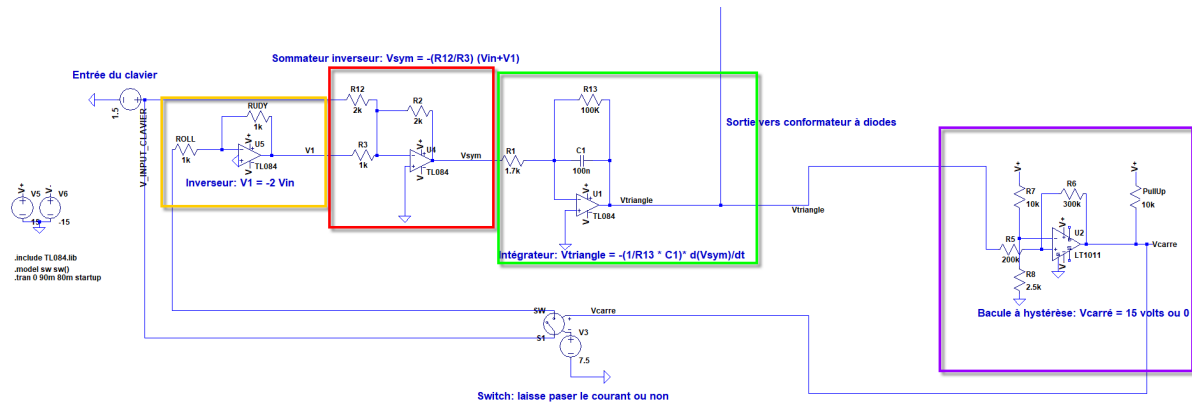 Sommateur inverseur: Vsym = -(R12/R3) (Vin+V1)
Entrée du clavier
1.5
V_INPUT_CLAVIER
RUDY
1k
ROLL
1k
U5
V+
V-
TL084
V1
Inverseur: V1 = -2 Vin
R12
2k
R2
2k
R3
1k
U4
V+
V-
TL084
Vsym
R13
100K
R1
1.7k
C1
100n
U1
V+
V-
TL084
Vtriangle
Intégrateur: Vtriangle = -(1/R13 * C1)* d(Vsym)/dt
Sortie vers conformateur à diodes
Vtriangle
V+
R7
10k
R6
300k
V+
PullUp
10k
R5
200k
U2
V+
V-
LT1011
Vcarre
R8
2.5k
Bacule à hystérèse: Vcarré = 15 volts ou 0
V+
V5
15
V-
V6
-15
.include TL084.lib
.model sw sw()
.tran 0 90m 80m startup
SW
S1
Vcarre
V3
7.5
Switch: laisse paser le courant ou non